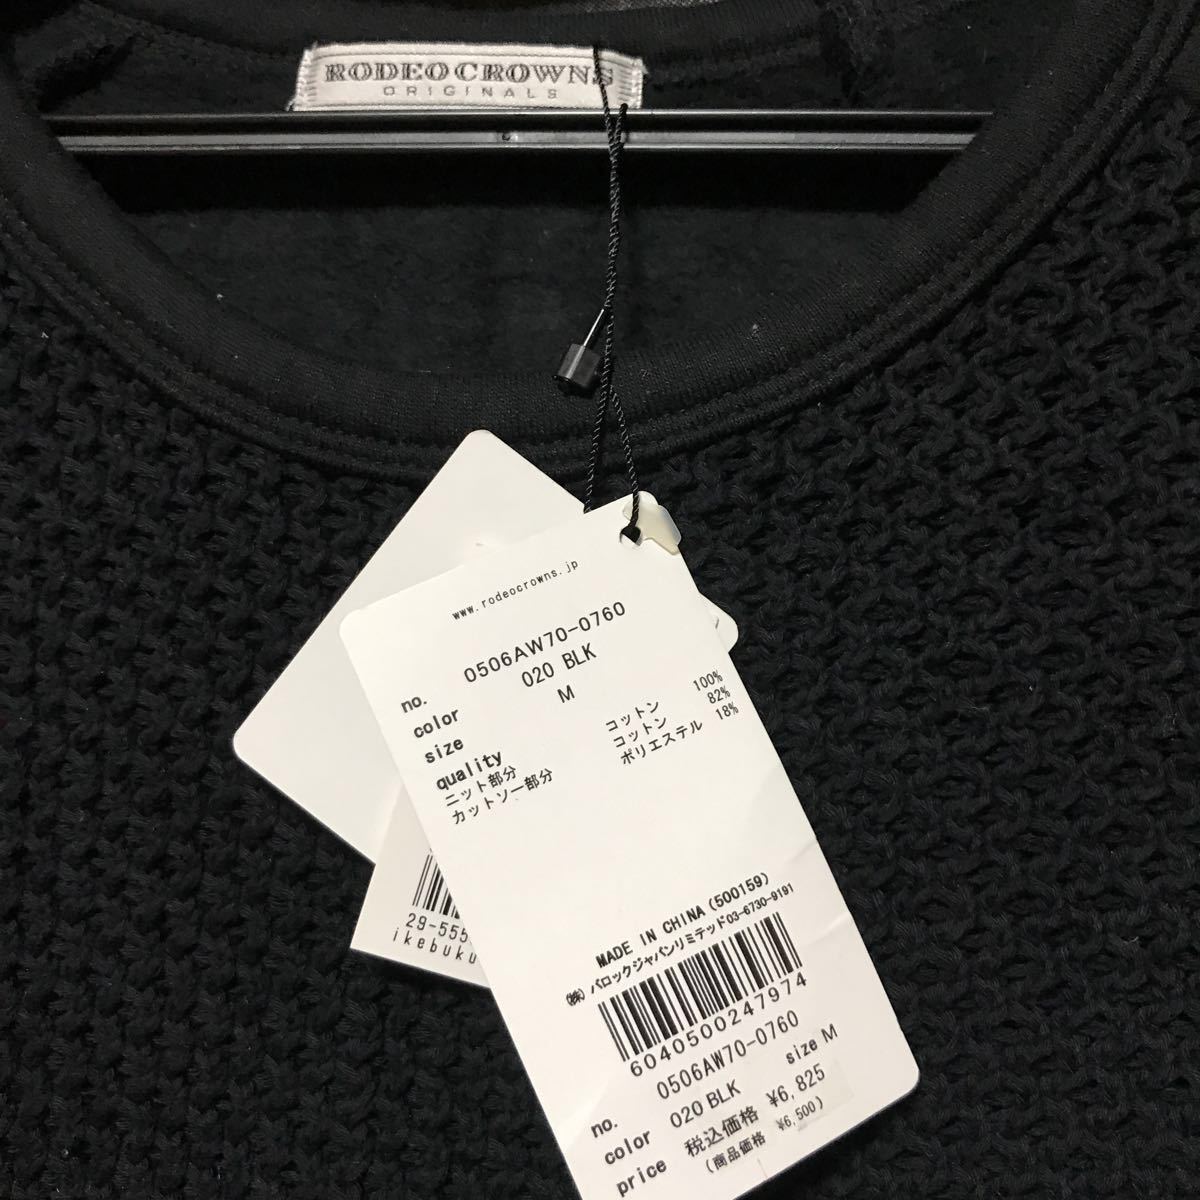 RODEO CROWNS
ORIGINALS
www.rodeocrowns.jp
no. 0506AW70-0760
color 020 BLK
size M
quality
ニット部分 コットン 100%
カットソー部分 コットン 82%
ポリエステル 18%
MADE IN CHINA (500159)
(株) バロックジャパンリミテッド03-6730-9191
6040500247974
no. 0506AW70-0760
color 020 BLK size M
price 税込価格 ¥6,825
(商品価格 ¥6,500)
29-555
ikebuku